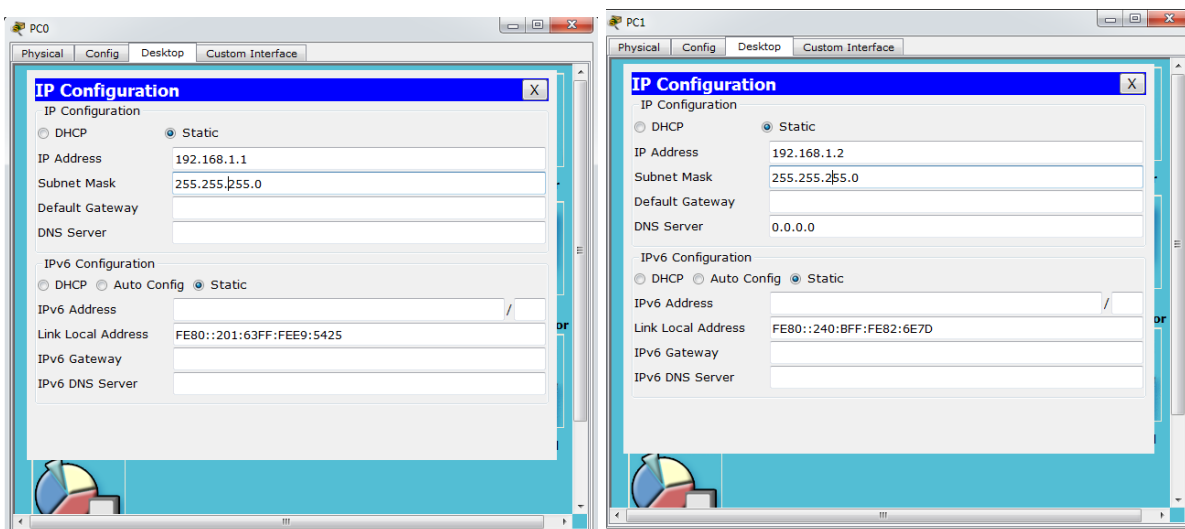 PC0
Physical Config Desktop Custom Interface
IP Configuration X
IP Configuration
DHCP Static
IP Address 192.168.1.1
Subnet Mask 255.255.255.0
Default Gateway
DNS Server
IPv6 Configuration
DHCP Auto Config Static
IPv6 Address /
Link Local Address FE80::201:63FF:FEE9:5425
IPv6 Gateway
IPv6 DNS Server
or
PC1
Physical Config Desktop Custom Interface
IP Configuration X
IP Configuration
DHCP Static
IP Address 192.168.1.2
Subnet Mask 255.255.255.0
Default Gateway
DNS Server 0.0.0.0
IPv6 Configuration
DHCP Auto Config Static
IPv6 Address /
Link Local Address FE80::240:BFF:FE82:6E7D
IPv6 Gateway
IPv6 DNS Server
or